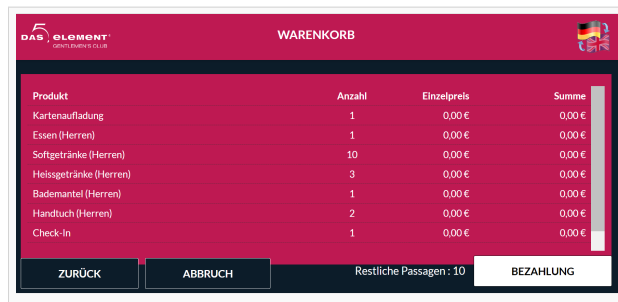 DAS 5. ELEMENT
GENTLEMEN'S CLUB
WARENKORB
Produkt Anzahl Einzelpreis Summe
Kartenaufladung 1 0,00 € 0,00 €
Essen (Herren) 1 0,00 € 0,00 €
Softgetränke (Herren) 10 0,00 € 0,00 €
Heissgetränke (Herren) 3 0,00 € 0,00 €
Bademantel (Herren) 1 0,00 € 0,00 €
Handtuch (Herren) 2 0,00 € 0,00 €
Check-In 1 0,00 € 0,00 €
ZURÜCK ABBRUCH Restliche Passagen : 10 BEZAHLUNG